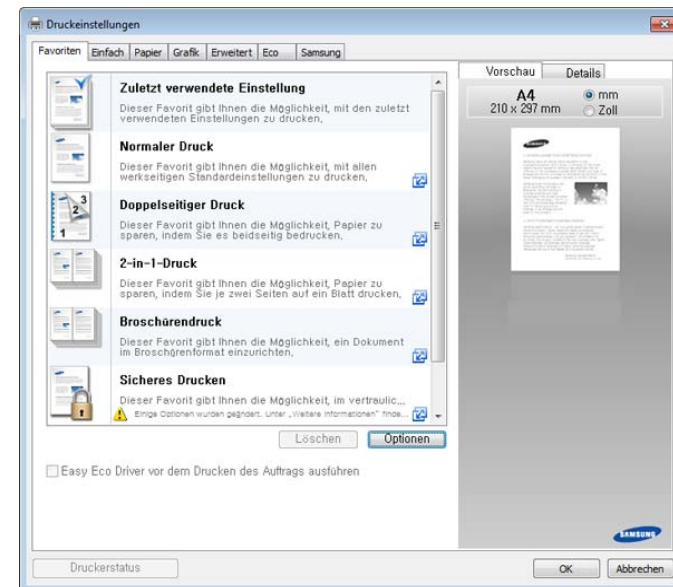 Druckeinstellungen
Favoriten Einfach Papier Grafik Erweitert Eco Samsung
Zuletzt verwendete Einstellung
Dieser Favorit gibt Ihnen die Möglichkeit, mit den zuletzt
verwendeten Einstellungen zu drucken.
Normaler Druck
Dieser Favorit gibt Ihnen die Möglichkeit, mit allen
werkseitigen Standardeinstellungen zu drucken.
Doppelseitiger Druck
Dieser Favorit gibt Ihnen die Möglichkeit, Papier zu
sparen, indem Sie es beidseitig bedrucken.
2-in-1-Druck
Dieser Favorit gibt Ihnen die Möglichkeit, Papier zu
sparen, indem Sie je zwei Seiten auf ein Blatt drucken.
Broschürendruck
Dieser Favorit gibt Ihnen die Möglichkeit, ein Dokument
im Broschürenformat einzurichten.
Sicheres Drucken
Dieser Favorit gibt Ihnen die Möglichkeit, im vertraulic...
Einige Optionen wurden geändert. Unter „Weitere Informationen" finde...
Löschen Optionen
Easy Eco Driver vor dem Drucken des Auftrags ausführen
Druckerstatus
Vorschau Details
A4
210 x 297 mm
mm
Zoll
SAMSUNG
OK Abbrechen